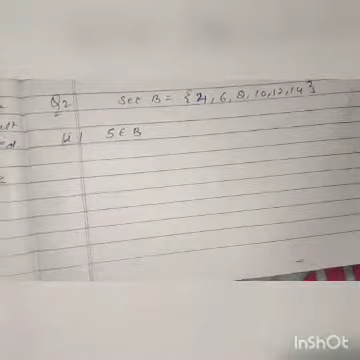 Q2 Set B = { 4, 6, 8, 10, 12, 14 }
5 ∈ B
InShOt